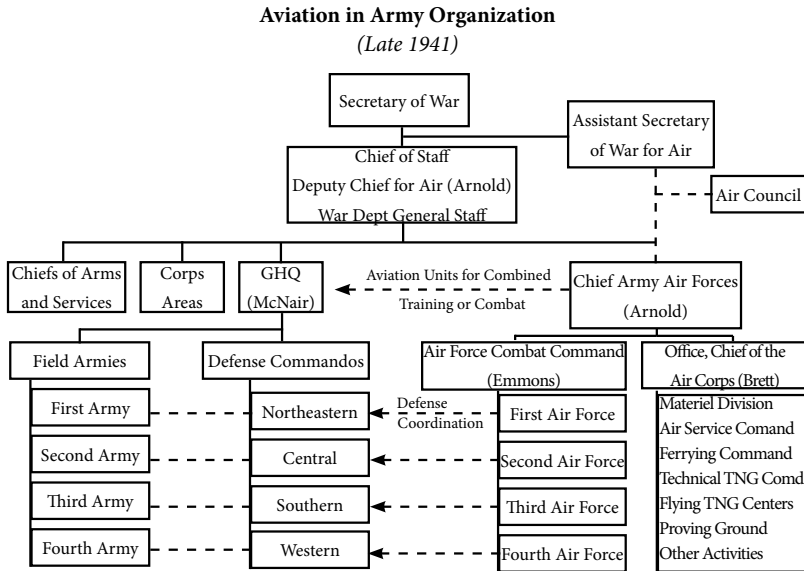 Aviation in Army Organization
(Late 1941)
Secretary of War
Assistant Secretary
of War for Air
Chief of Staff
Deputy Chief for Air (Arnold)
War Dept General Staff
Air Council
Chiefs of Arms
and Services
Corps
Areas
GHQ
(McNair)
Aviation Units for Combined
Training or Combat
Chief Army Air Forces
(Arnold)
Field Armies
Defense Commandos
Air Force Combat Command
(Emmons)
Office, Chief of the
Air Corps (Brett)
First Army
Northeastern
Defense
Coordination
First Air Force
Second Army
Central
Second Air Force
Third Army
Southern
Third Air Force
Fourth Army
Western
Fourth Air Force
Materiel Division
Air Service Comand
Ferrying Command
Technical TNG Comd
Flying TNG Centers
Proving Ground
Other Activities